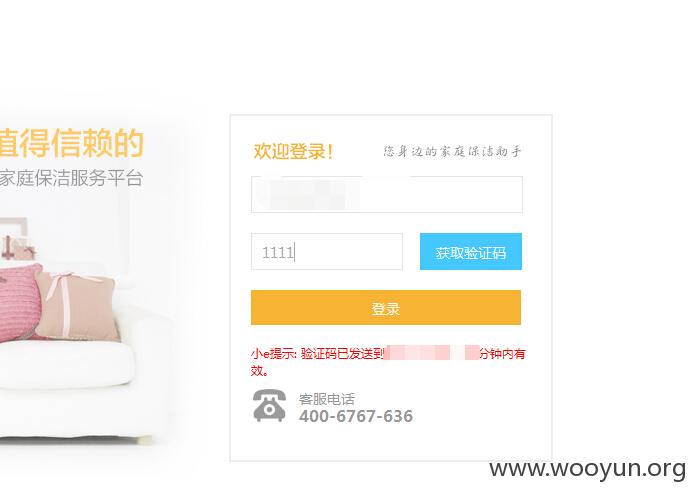 值得信赖的
家庭保洁服务平台
欢迎登录！
您身边的家庭保洁助手
1111
获取验证码
登录
小e提示: 验证码已发送到 分钟内有
效。
客服电话
400-6767-636
www.wooyun.org